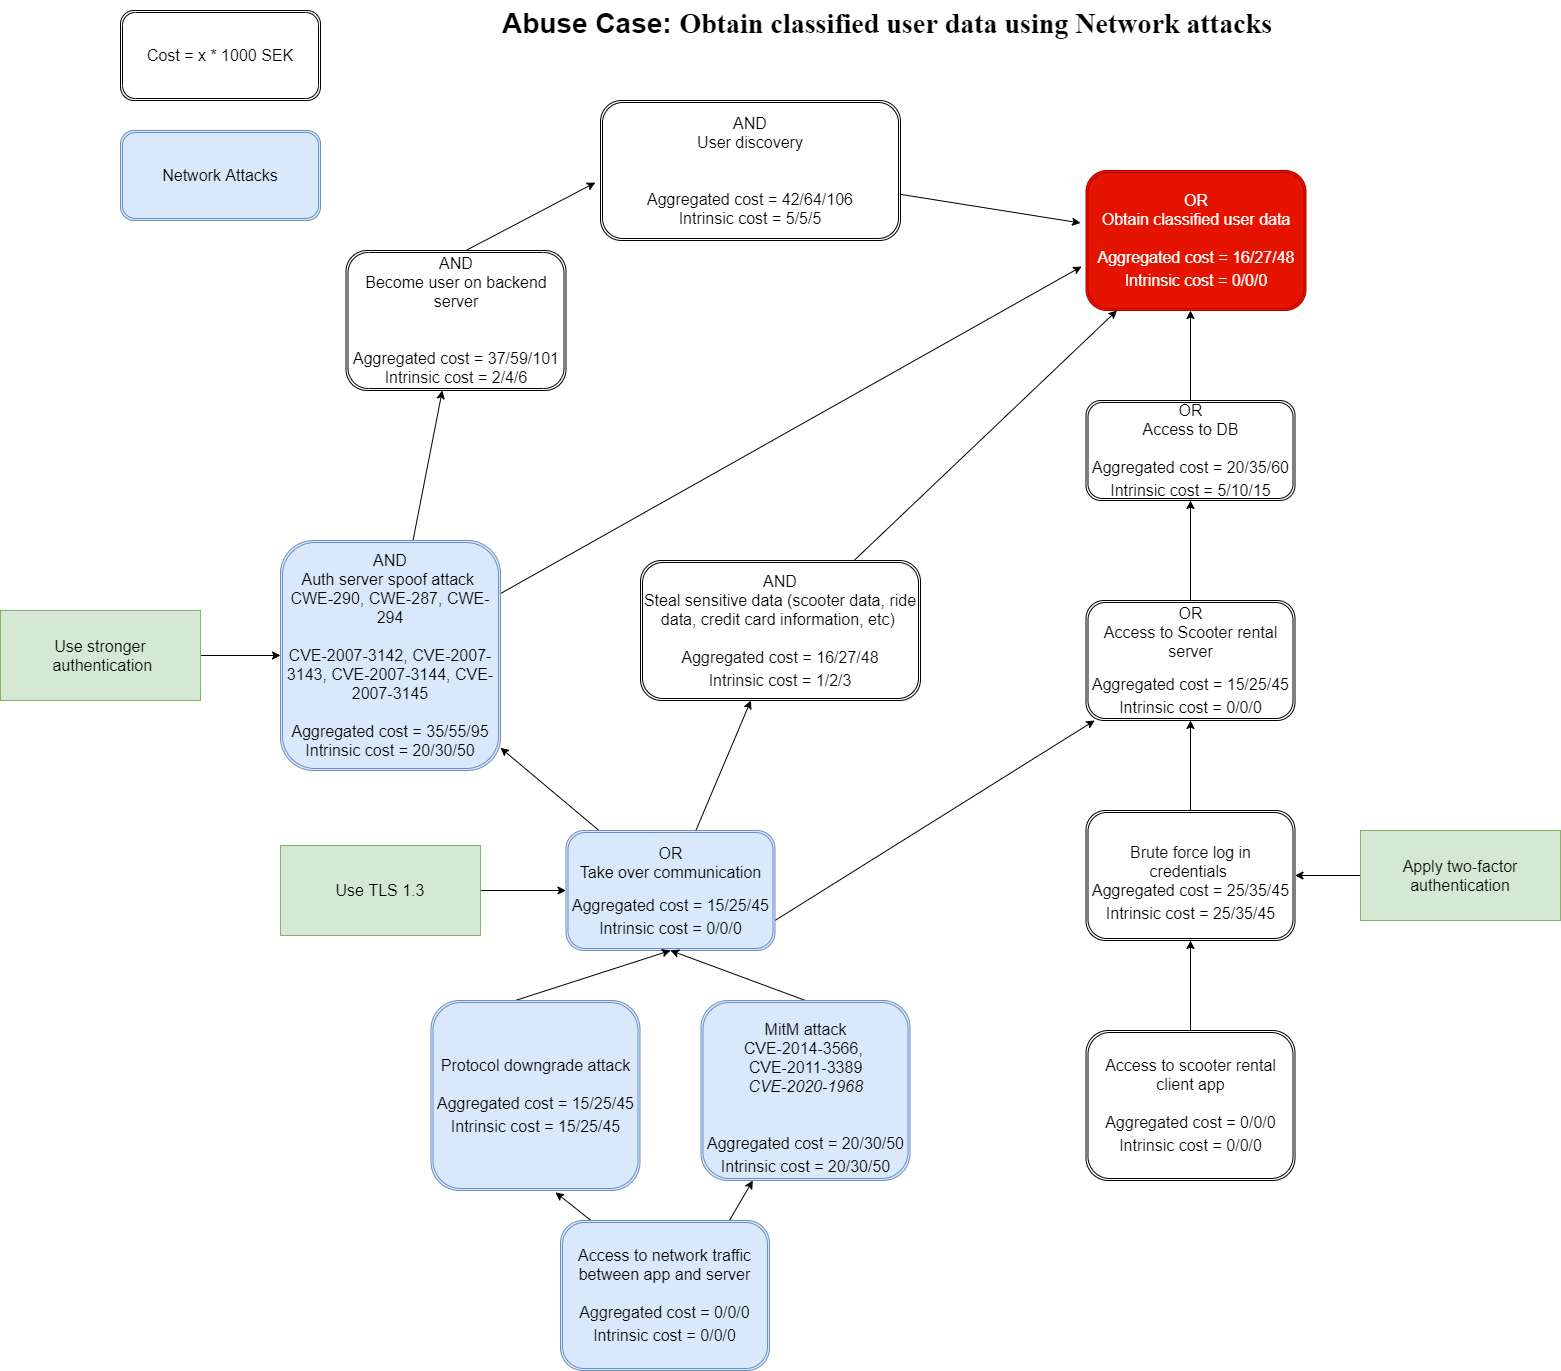 Abuse Case: Obtain classified user data using Network attacks
Cost = x * 1000 SEK
Network Attacks
AND
User discovery
Aggregated cost = 42/64/106
Intrinsic cost = 5/5/5
OR
Obtain classified user data
Aggregated cost = 16/27/48
Intrinsic cost = 0/0/0
AND
Become user on backend
server
Aggregated cost = 37/59/101
Intrinsic cost = 2/4/6
OR
Access to DB
Aggregated cost = 20/35/60
Intrinsic cost = 5/10/15
AND
Auth server spoof attack
CWE-290, CWE-287, CWE-
294
CVE-2007-3142, CVE-2007-
3143, CVE-2007-3144, CVE-
2007-3145
Aggregated cost = 35/55/95
Intrinsic cost = 20/30/50
AND
Steal sensitive data (scooter data, ride
data, credit card information, etc)
Aggregated cost = 16/27/48
Intrinsic cost = 1/2/3
OR
Access to Scooter rental
server
Aggregated cost = 15/25/45
Intrinsic cost = 0/0/0
Use stronger
authentication
Use TLS 1.3
OR
Take over communication
Aggregated cost = 15/25/45
Intrinsic cost = 0/0/0
Brute force log in
credentials
Aggregated cost = 25/35/45
Intrinsic cost = 25/35/45
Apply two-factor
authentication
Protocol downgrade attack
Aggregated cost = 15/25/45
Intrinsic cost = 15/25/45
MitM attack
CVE-2014-3566,
CVE-2011-3389
CVE-2020-1968
Aggregated cost = 20/30/50
Intrinsic cost = 20/30/50
Access to scooter rental
client app
Aggregated cost = 0/0/0
Intrinsic cost = 0/0/0
Access to network traffic
between app and server
Aggregated cost = 0/0/0
Intrinsic cost = 0/0/0